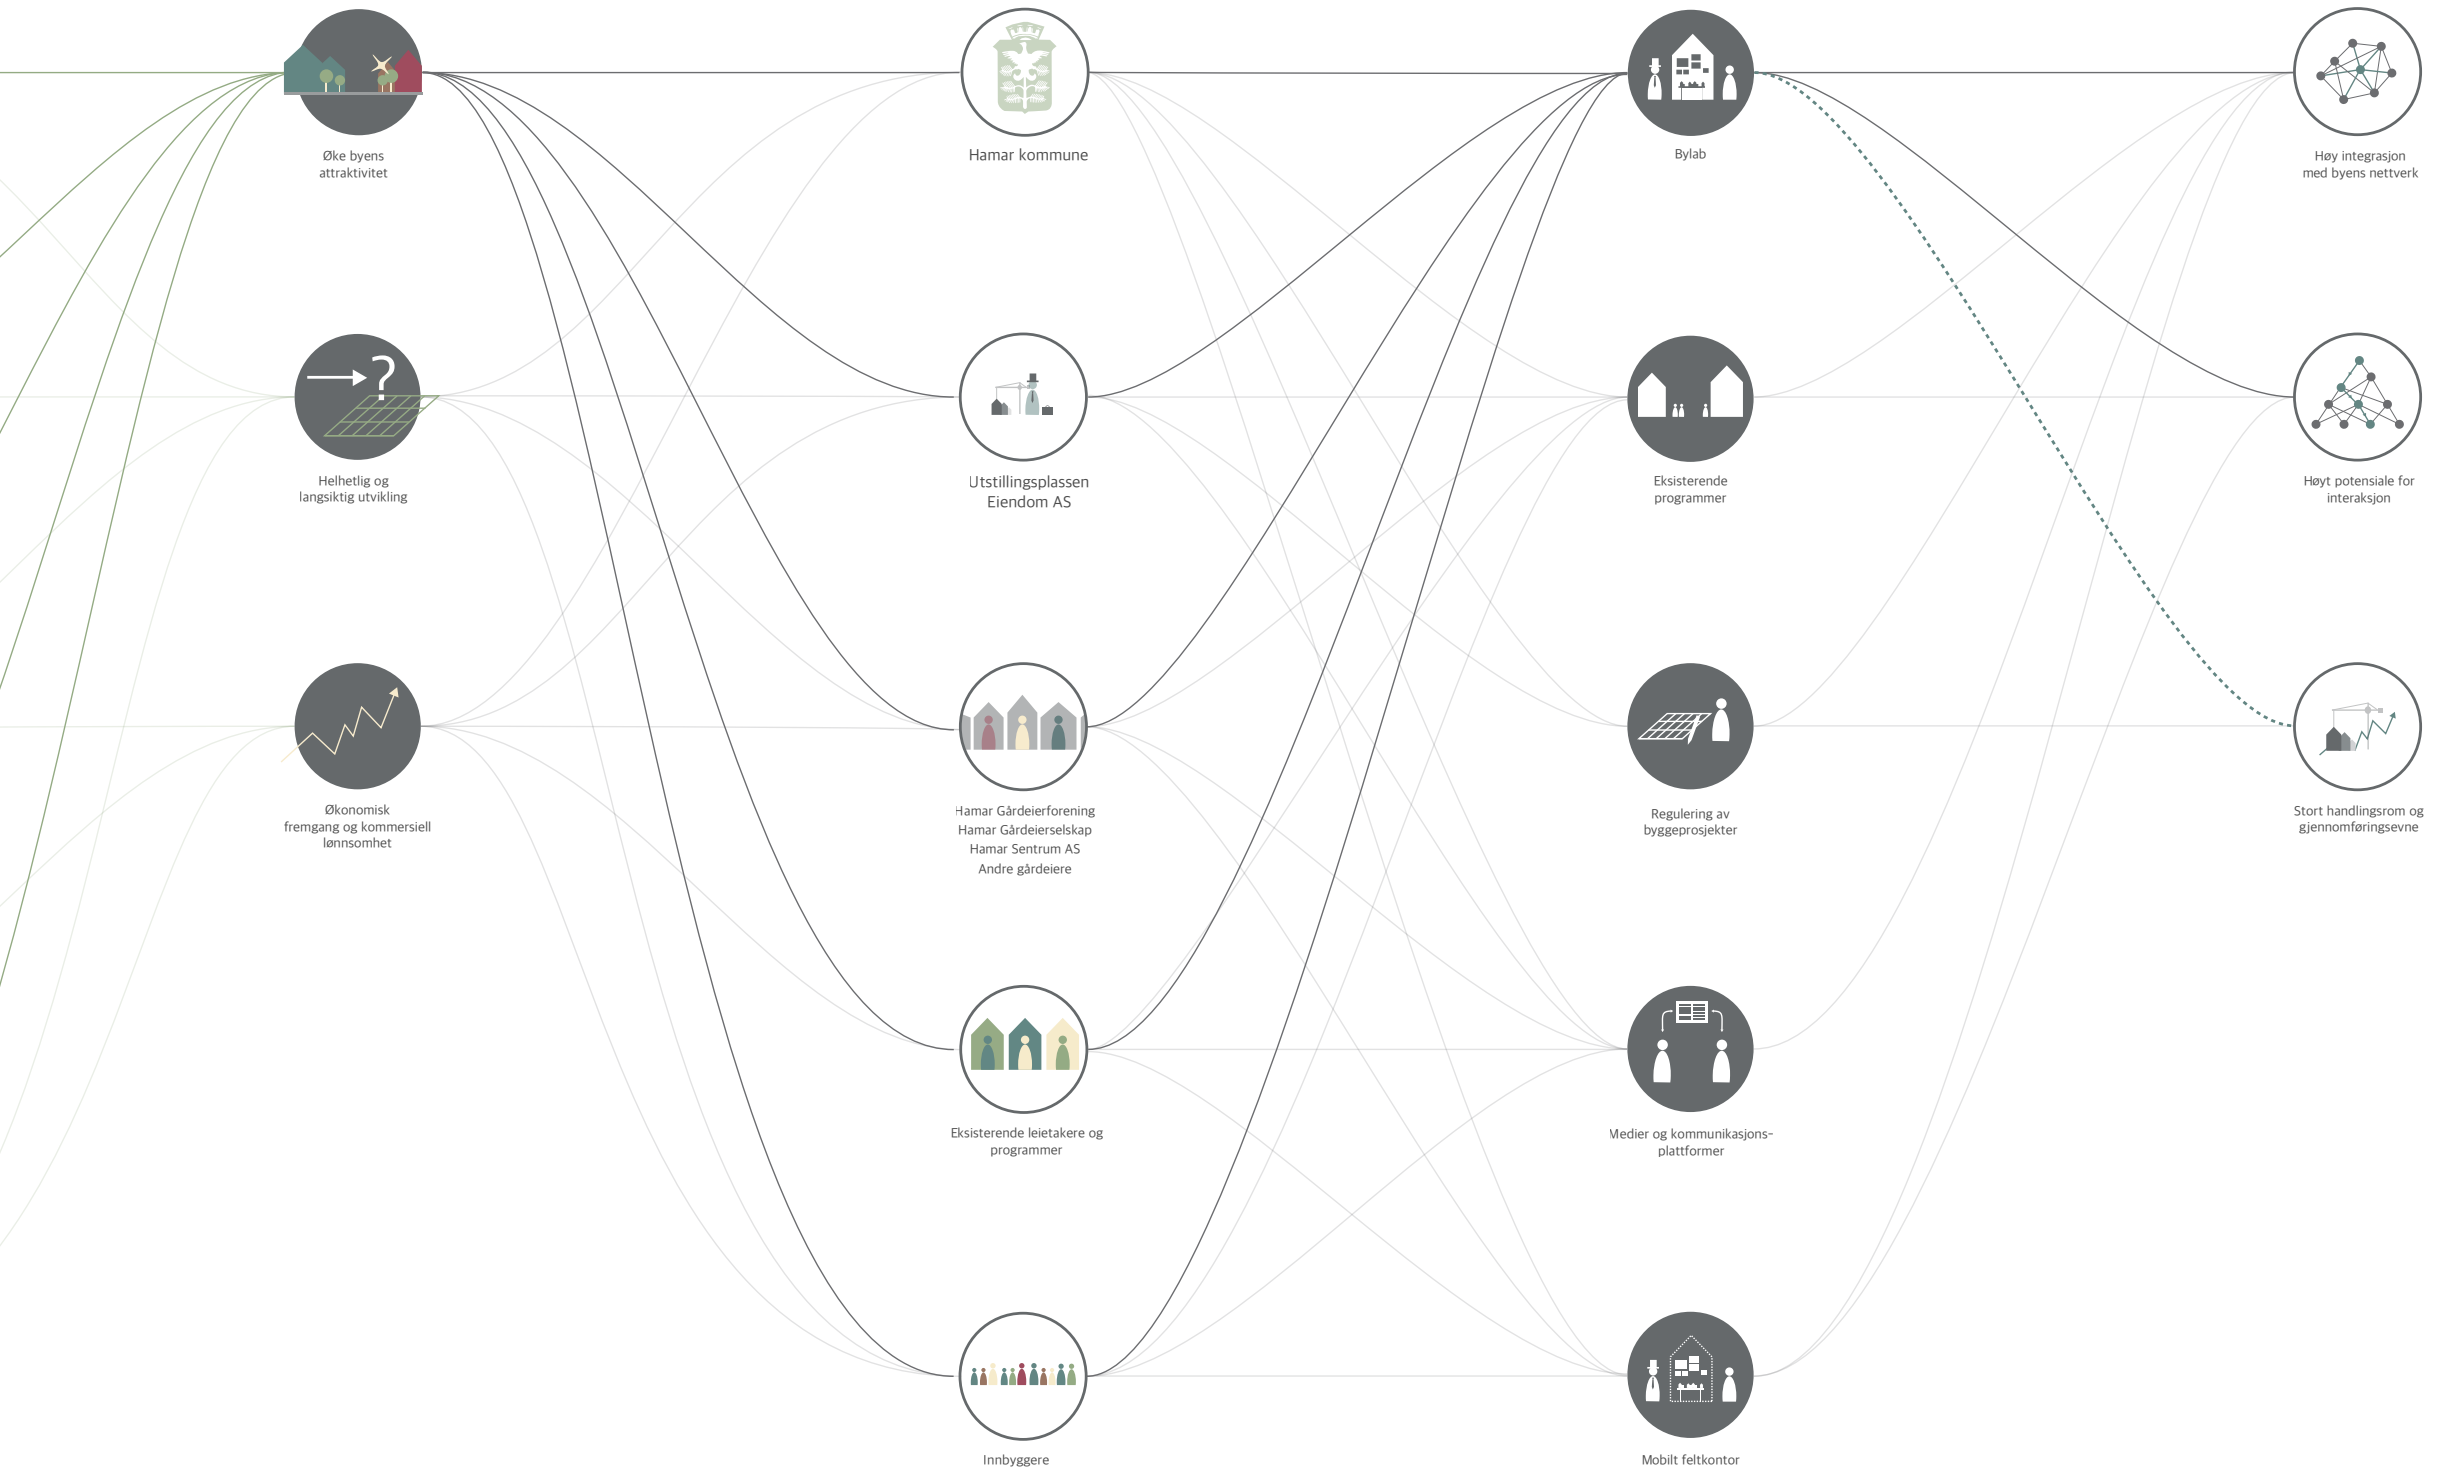 Øke byens
attraktivitet
Hamar kommune
Bylab
Høy integrasjon
med byens nettverk
Helhetlig og
langsiktig utvikling
Utstillingsplassen
Eiendom AS
Eksisterende
programmer
Høyt potensiale for
interaksjon
Økonomisk
fremgang og kommersiell
lønnsomhet
Hamar Gårdeierforening
Hamar Gårdeierselskap
Hamar Sentrum AS
Andre gårdeiere
Regulering av
byggeprosjekter
Stort handlingsrom og
gjennomføringsevne
Eksisterende leietakere og
programmer
Medier og kommunikasjons-
plattformer
Innbyggere
Mobilt feltkontor
?